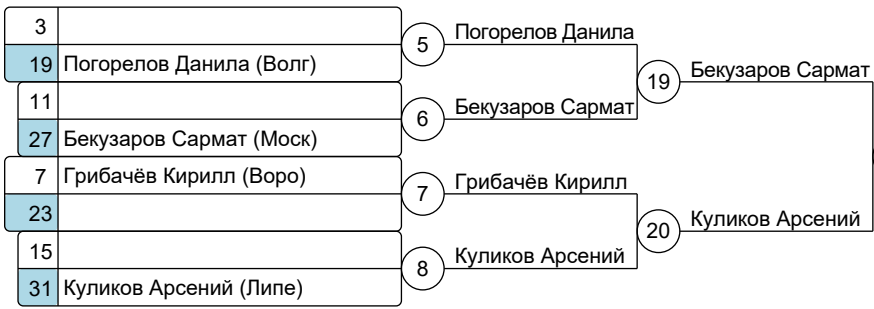 3
19 Погорелов Данила (Волг)
11
27 Бекузаров Сармат (Моск)
7 Грибачёв Кирилл (Воро)
23
15
31 Куликов Арсений (Липе)
5 Погорелов Данила
6 Бекузаров Сармат
7 Грибачёв Кирилл
8 Куликов Арсений
19 Бекузаров Сармат
20 Куликов Арсений